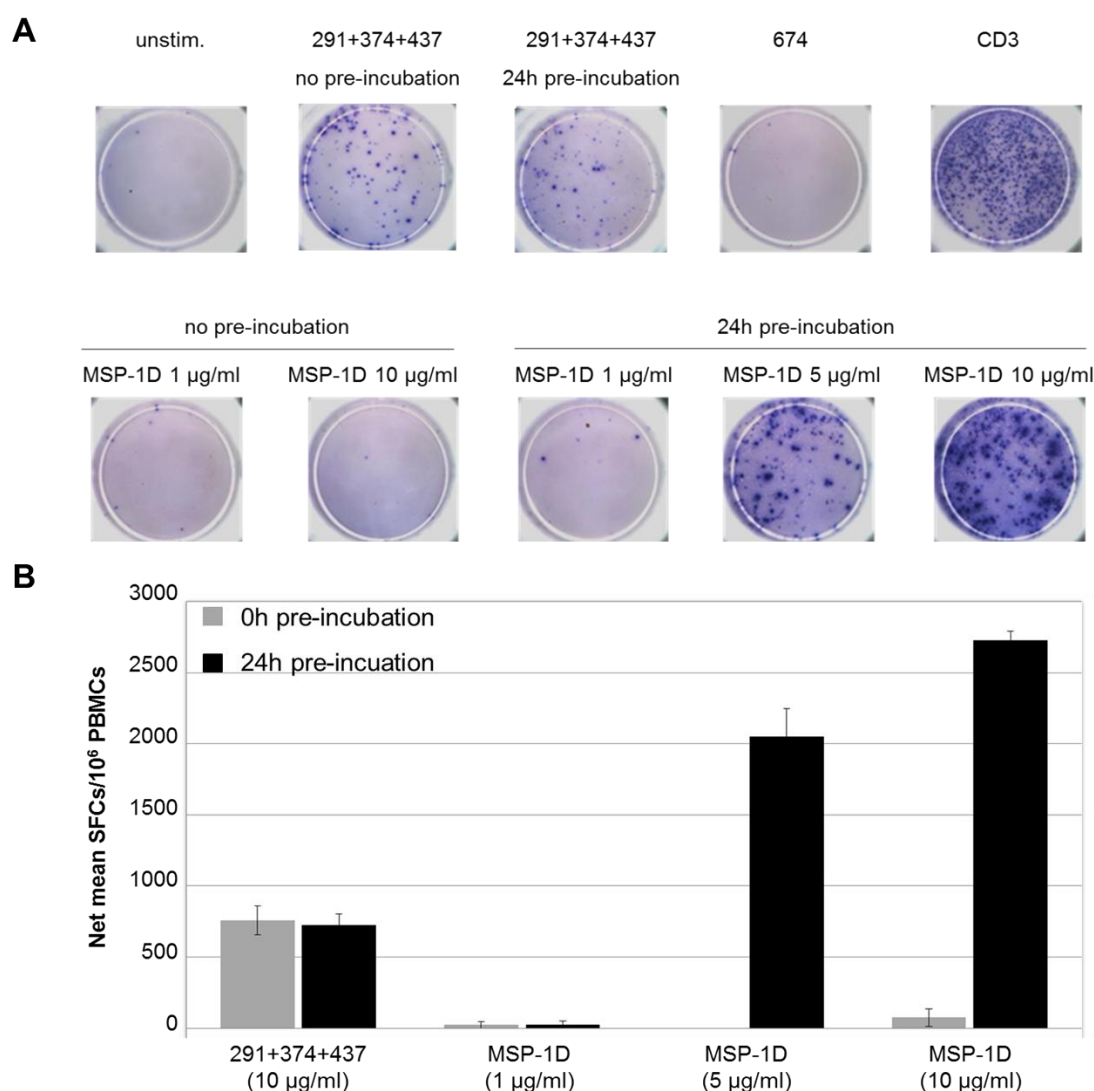 A
unstim.
291+374+437
no pre-incubation
291+374+437
24h pre-incubation
674
CD3
no pre-incubation
24h pre-incubation
MSP-1D 1 µg/ml
MSP-1D 10 µg/ml
MSP-1D 1 µg/ml
MSP-1D 5 µg/ml
MSP-1D 10 µg/ml
B
Net mean SFCs/10⁶ PBMCs
3000
2500
2000
1500
1000
500
0
0h pre-incubation
24h pre-incuation
291+374+437
(10 µg/ml)
MSP-1D
(1 µg/ml)
MSP-1D
(5 µg/ml)
MSP-1D
(10 µg/ml)